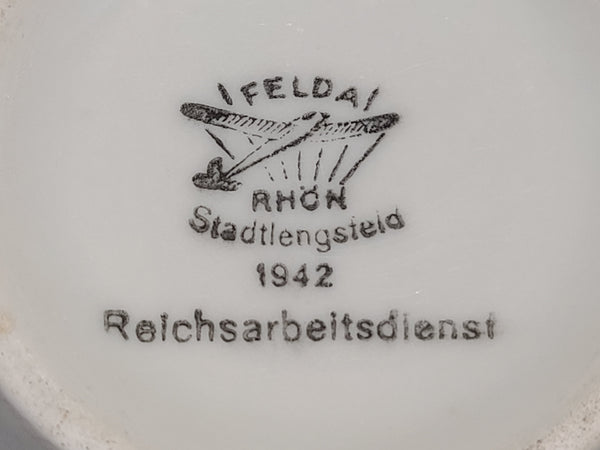 FELDA
RHÖN
Stadtlengsfeld
1942
Reichsarbeitsdienst